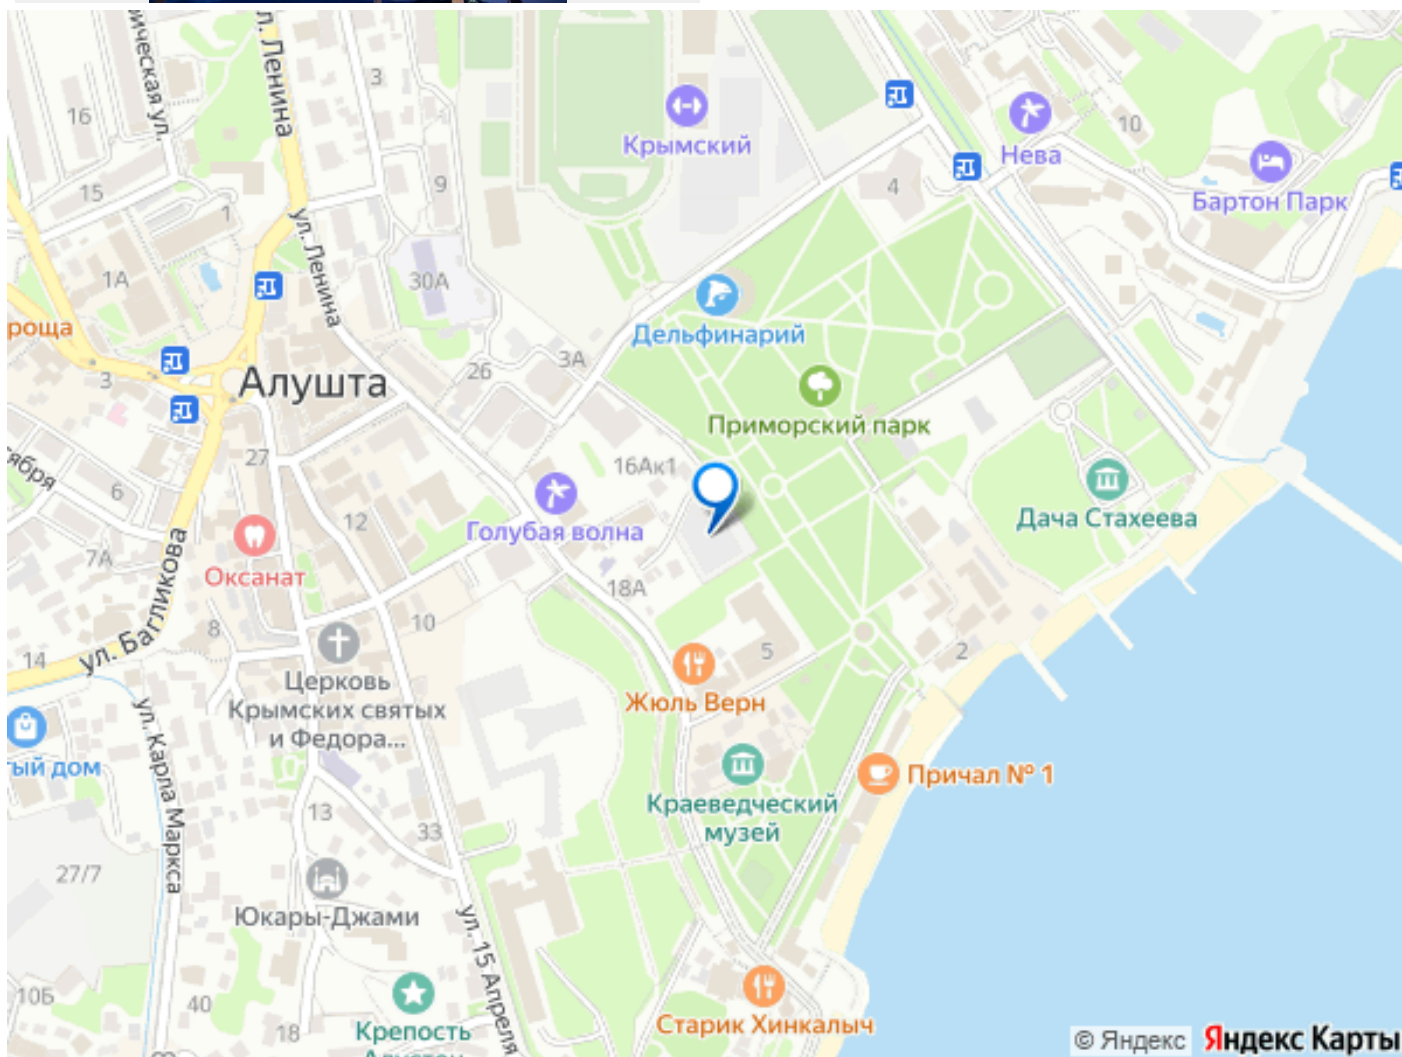 рическая ул.
ул. Ленина
3
16
Крымский
Нева
10
4
Бартон Парк
15
9
1
ул. Ленина
1А
30А
роща
Дельфинарий
3А
26
3
Алушта
Приморский парк
27
16Ак1
тября
6
12
Голубая волна
Дача Стахеева
7А
Оксанат
18А
ул. Багликова
8
10
14
5
2
Церковь
Крымских святых
и Федора...
Жюль Верн
ул. Карла Маркса
тый дом
Причал № 1
Краеведческий
музей
13
33
27/7
Юкары-Джами
ул. 15 Апреля
10Б
40
18
Старик Хинкалыч
Крепость
Алустон
© Яндекс
Яндекс Карты